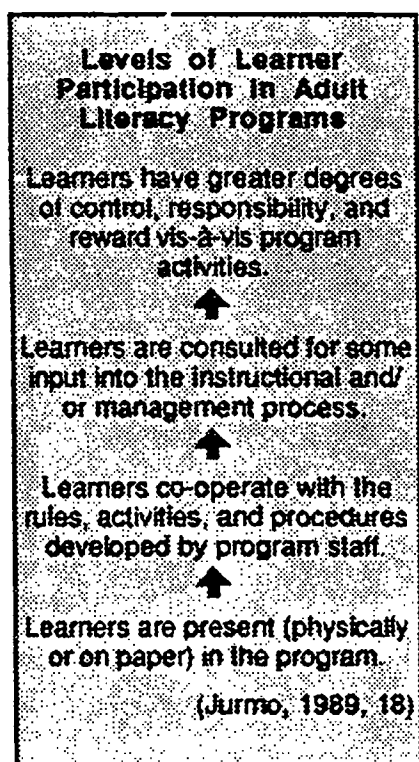 Levels of Learner
Participation in Adult
Literacy Programs
Learners have greater degrees
of control, responsibility, and
reward vis-à-vis program
activities.
Learners are consulted for some
input into the instructional and/
or management process.
Learners co-operate with the
rules, activities, and procedures
developed by program staff.
Learners are present (physically
or on paper) in the program.
(Jurmo, 1989, 18)